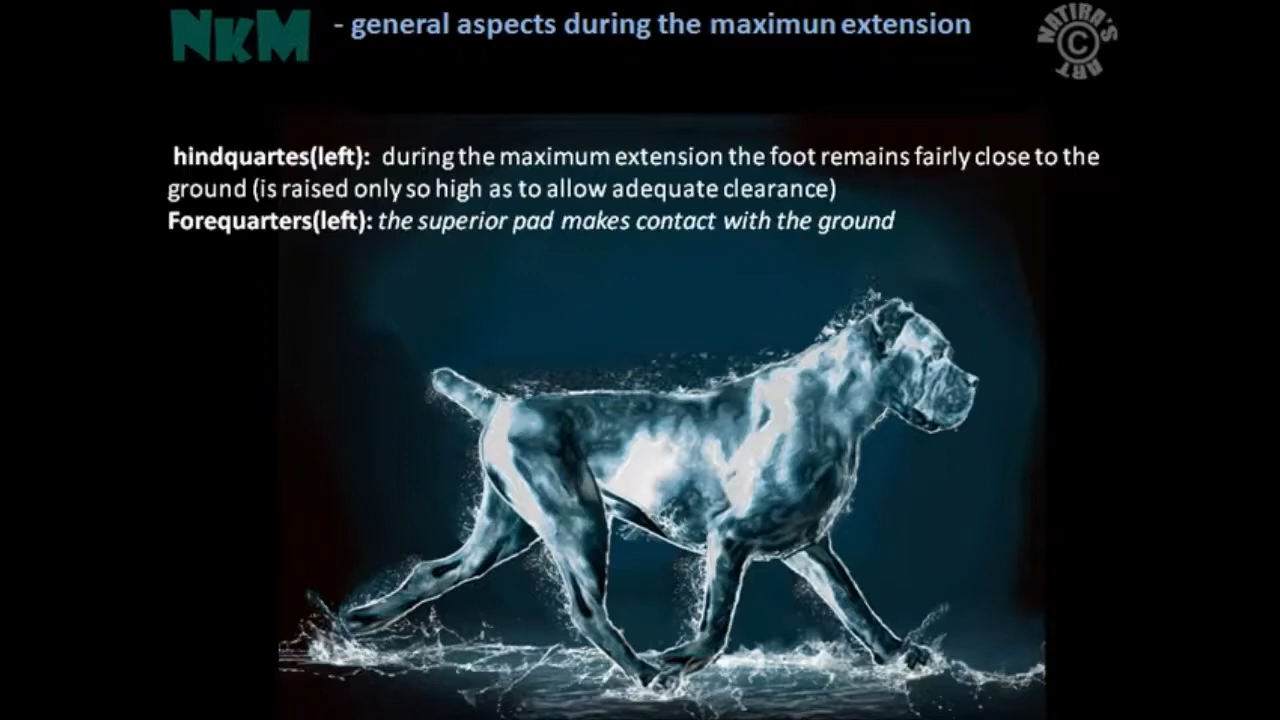 NKM - general aspects during the maximun extension
NATIRA'S © ART
hindquartes(left): during the maximum extension the foot remains fairly close to the
ground (is raised only so high as to allow adequate clearance)
Forequarters(left): the superior pad makes contact with the ground